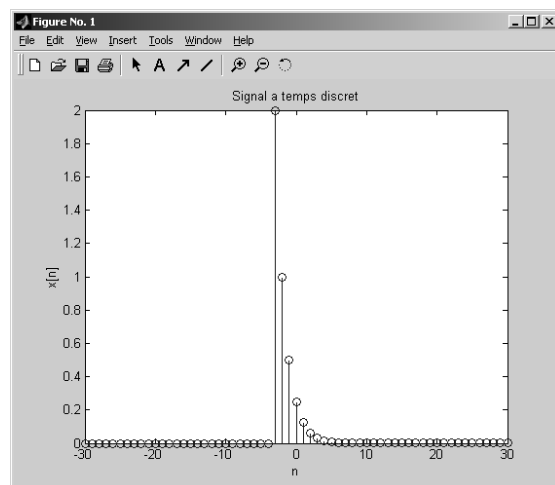 Figure No. 1
File Edit View Insert Tools Window Help
Signal a temps discret
2
1.8
1.6
1.4
1.2
1
0.8
0.6
0.4
0.2
0
x[n]
-30 -20 -10 0 10 20 30
n